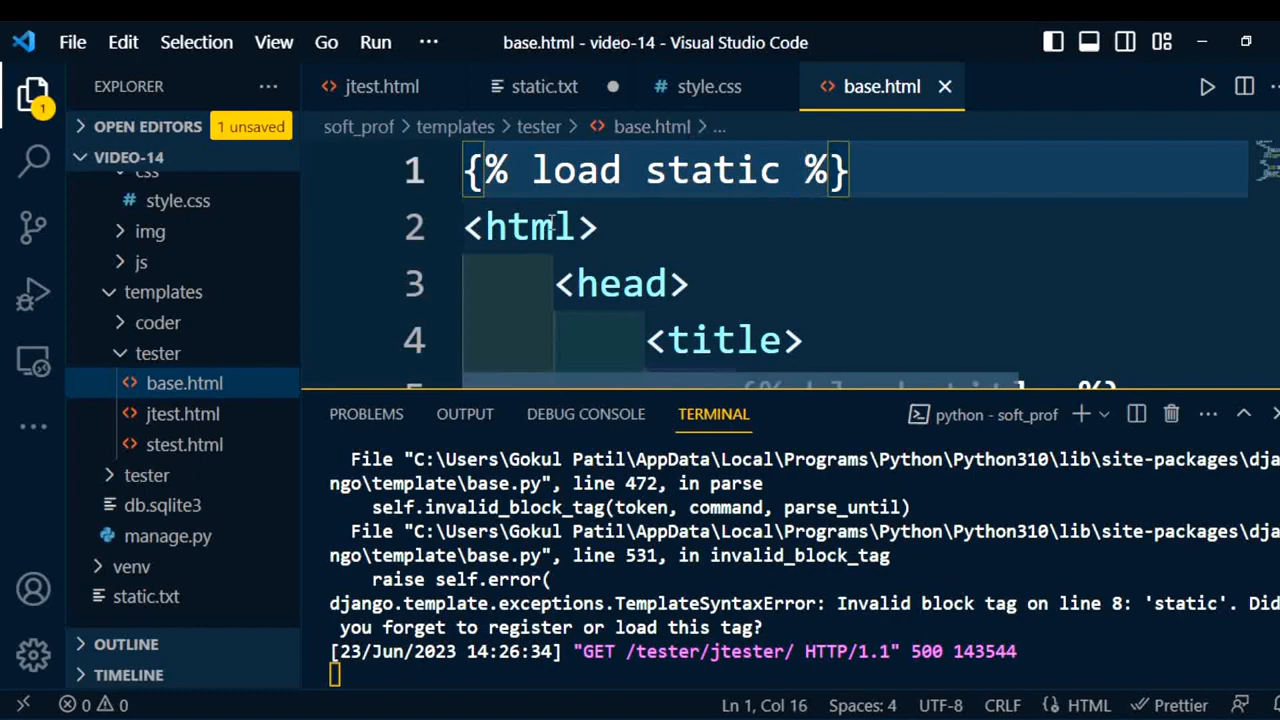 File Edit Selection View Go Run ··· base.html - video-14 - Visual Studio Code
EXPLORER ···
jtest.html static.txt style.css base.html
OPEN EDITORS 1 unsaved
soft_prof > templates > tester > base.html > ...
VIDEO-14
css
style.css
img
js
templates
coder
tester
base.html
jtest.html
stest.html
tester
db.sqlite3
manage.py
venv
static.txt
OUTLINE
TIMELINE
1
1 {% load static %}
2 <html>
3 <head>
4 <title>
PROBLEMS OUTPUT DEBUG CONSOLE TERMINAL python - soft_prof
File "C:\Users\Gokul Patil\AppData\Local\Programs\Python\Python310\lib\site-packages\dja
ngo\template\base.py", line 472, in parse
self.invalid_block_tag(token, command, parse_until)
File "C:\Users\Gokul Patil\AppData\Local\Programs\Python\Python310\lib\site-packages\dja
ngo\template\base.py", line 531, in invalid_block_tag
raise self.error(
django.template.exceptions.TemplateSyntaxError: Invalid block tag on line 8: 'static'. Did
you forget to register or load this tag?
[23/Jun/2023 14:26:34] "GET /tester/jtester/ HTTP/1.1" 500 143544
0 0 Ln 1, Col 16 Spaces: 4 UTF-8 CRLF HTML Prettier